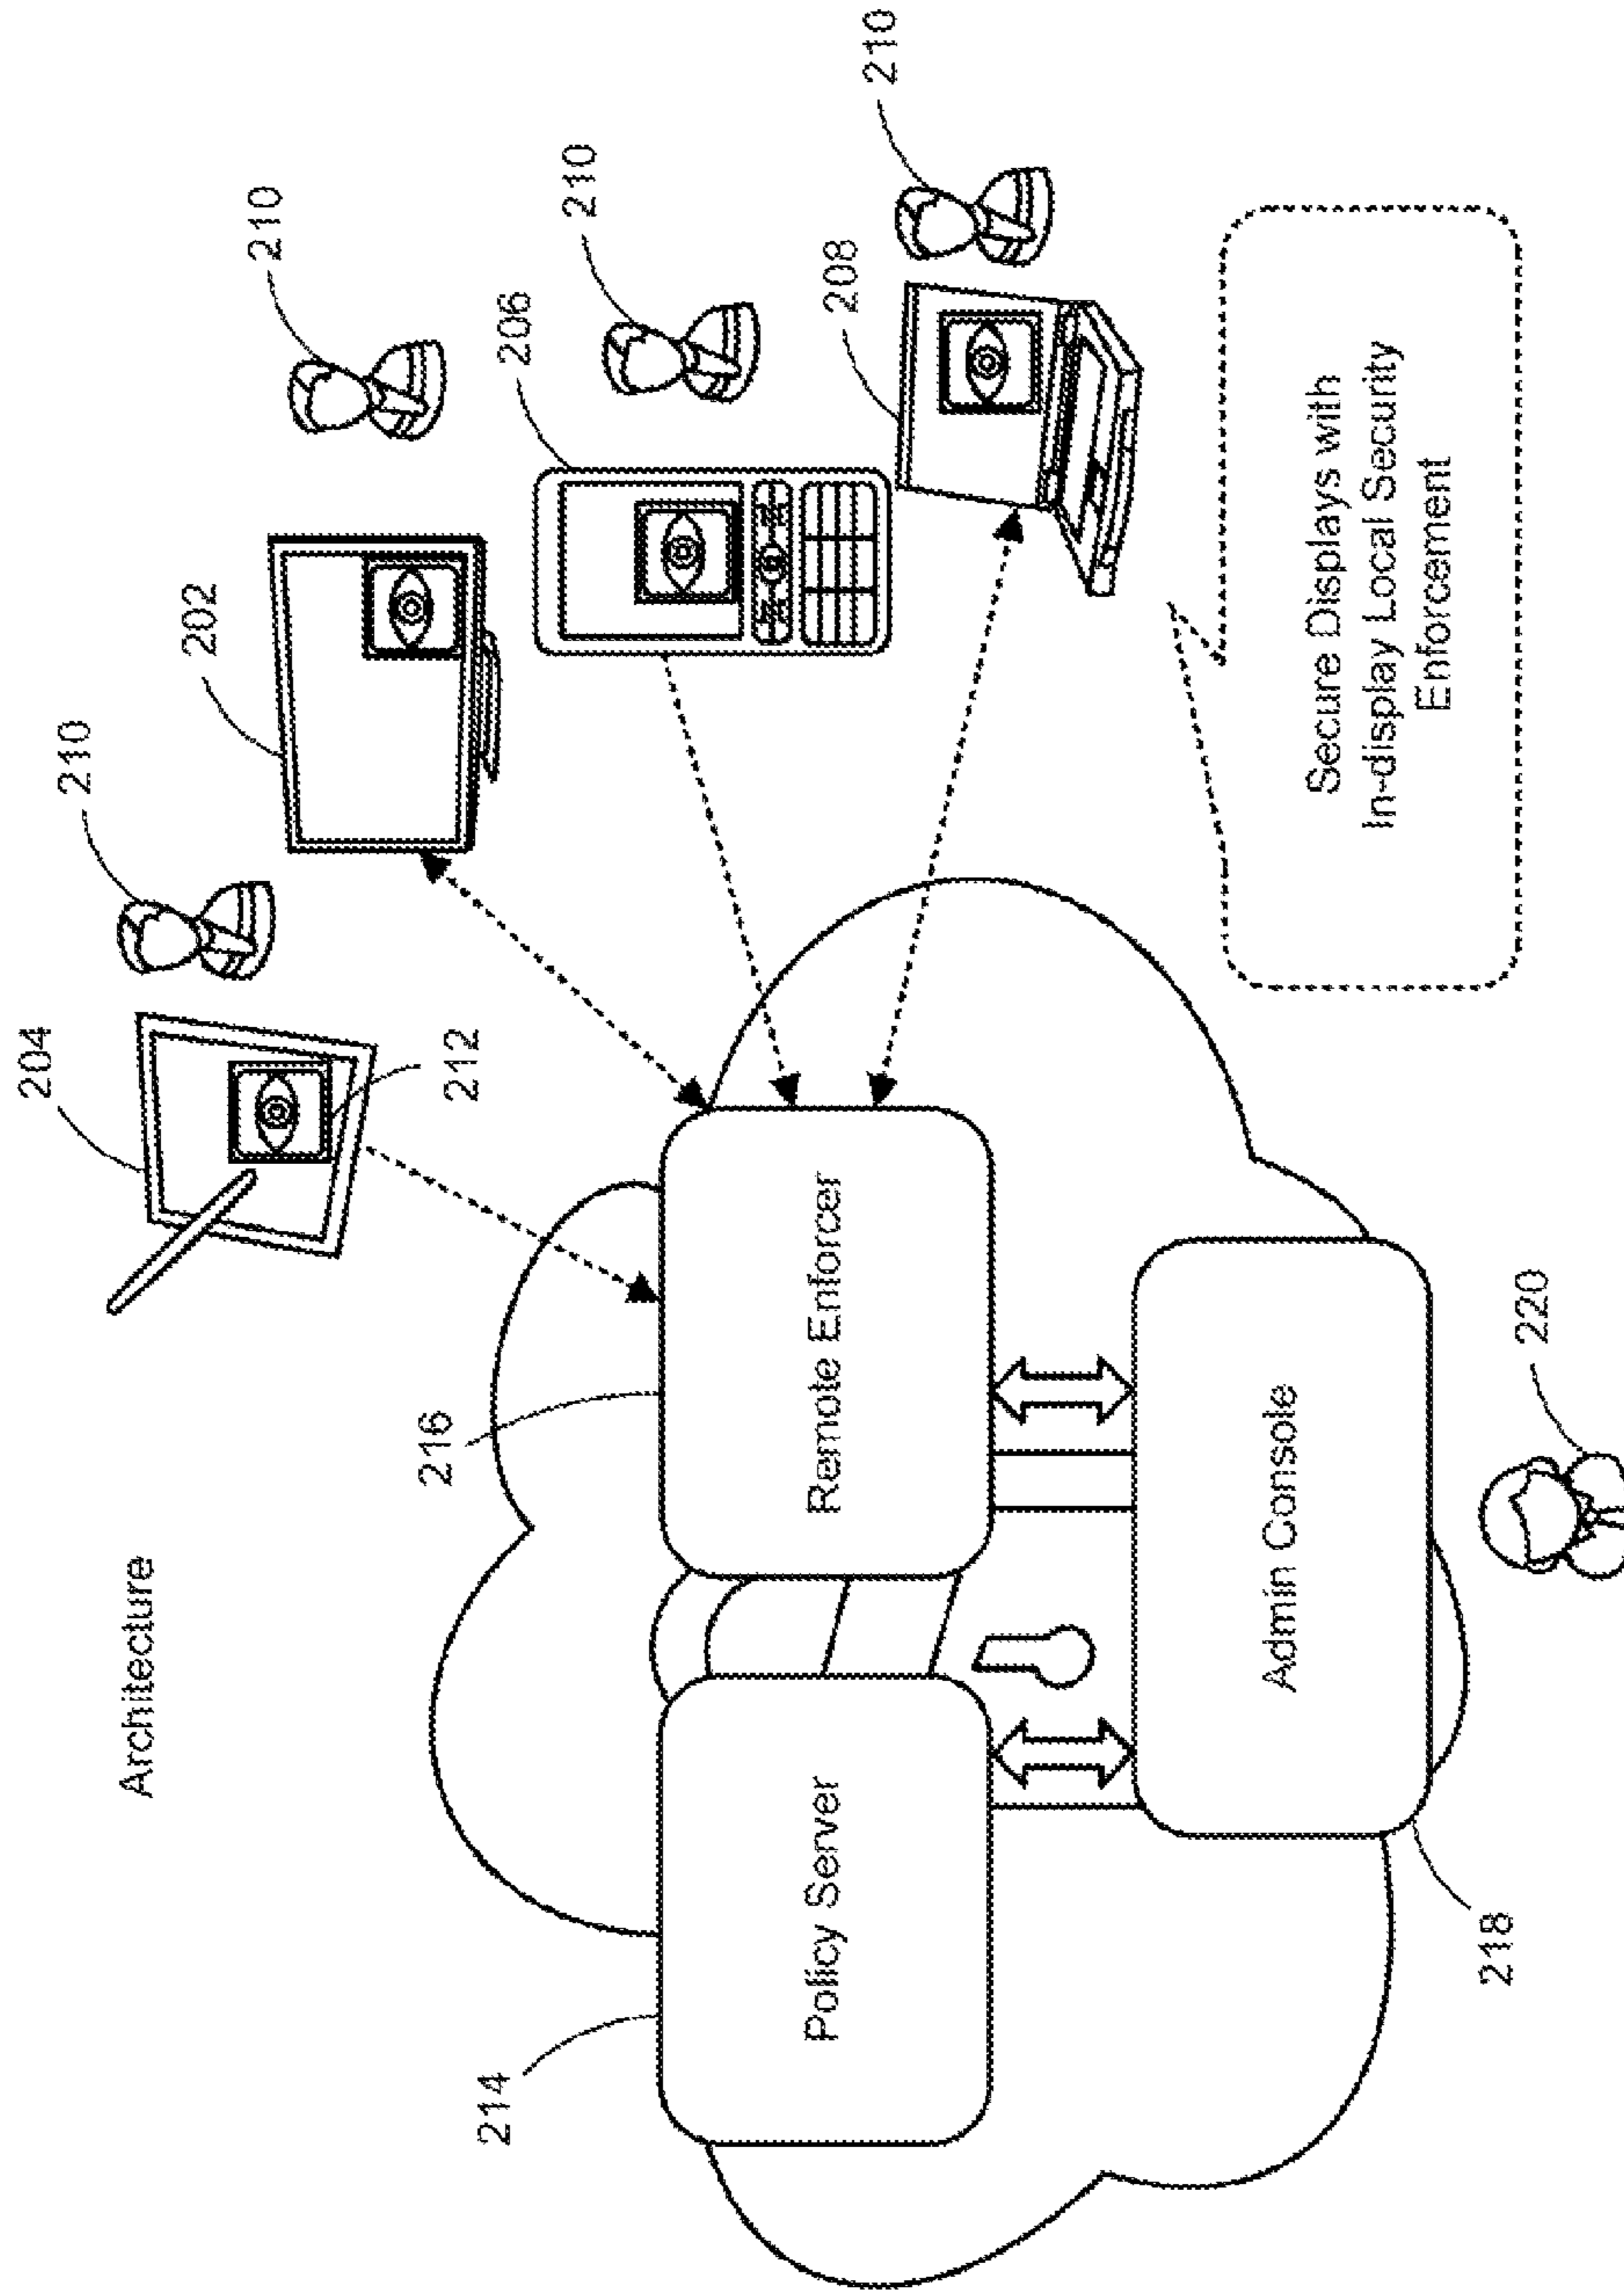 Architecture
204
210
202
210
212
206
210
216
208
210
214
Policy Server
Remote Enforcer
Admin Console
218
220
Secure Displays with
In-display Local Security
Enforcement